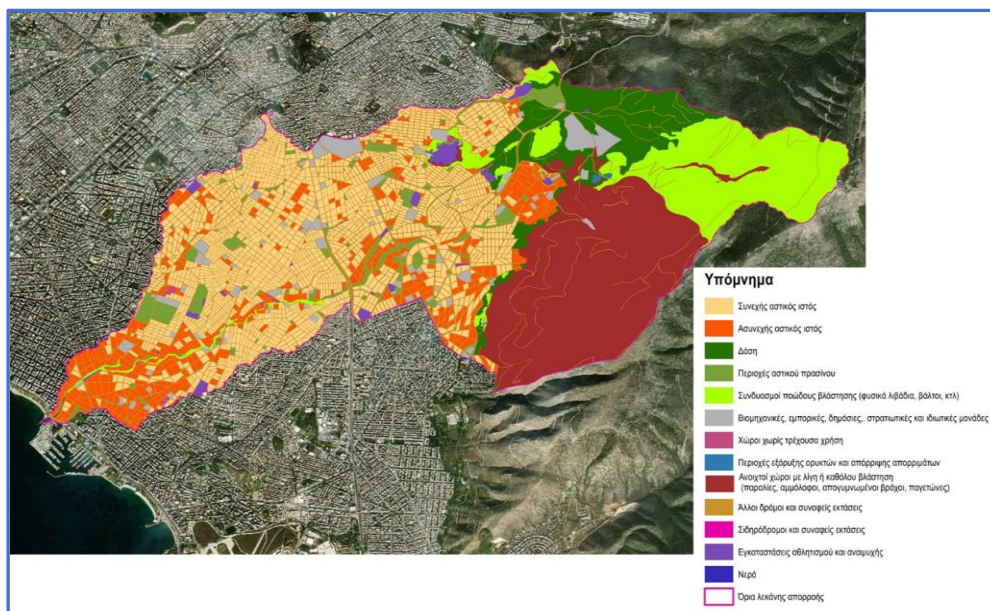 Υπόμνημα
Συνεχής αστικός ιστός
Ασυνεχής αστικός ιστός
Δάση
Περιοχές αστικού πρασίνου
Συνδυασμοί ποώδους βλάστησης (φυσικά λιβάδια, βάλτοι, κτλ)
Βιομηχανικές, εμπορικές, δημόσιες,. στρατιωτικές και ιδιωτικές μονάδες
Χώροι χωρίς τρέχουσα χρήση
Περιοχές εξόρυξης ορυκτών και απόρριψης απορριμάτων
Ανοιχτοί χώροι με λίγη ή καθόλου βλάστηση
(παραλίες, αμμόλοφοι, απογυμνωμένοι βράχοι, παγετώνες)
Άλλοι δρόμοι και συναφείς εκτάσεις
Σιδηρόδρομοι και συναφείς εκτάσεις
Εγκαταστάσεις αθλητισμού και αναψυχής
Νερό
Όρια λεκάνης απορροής